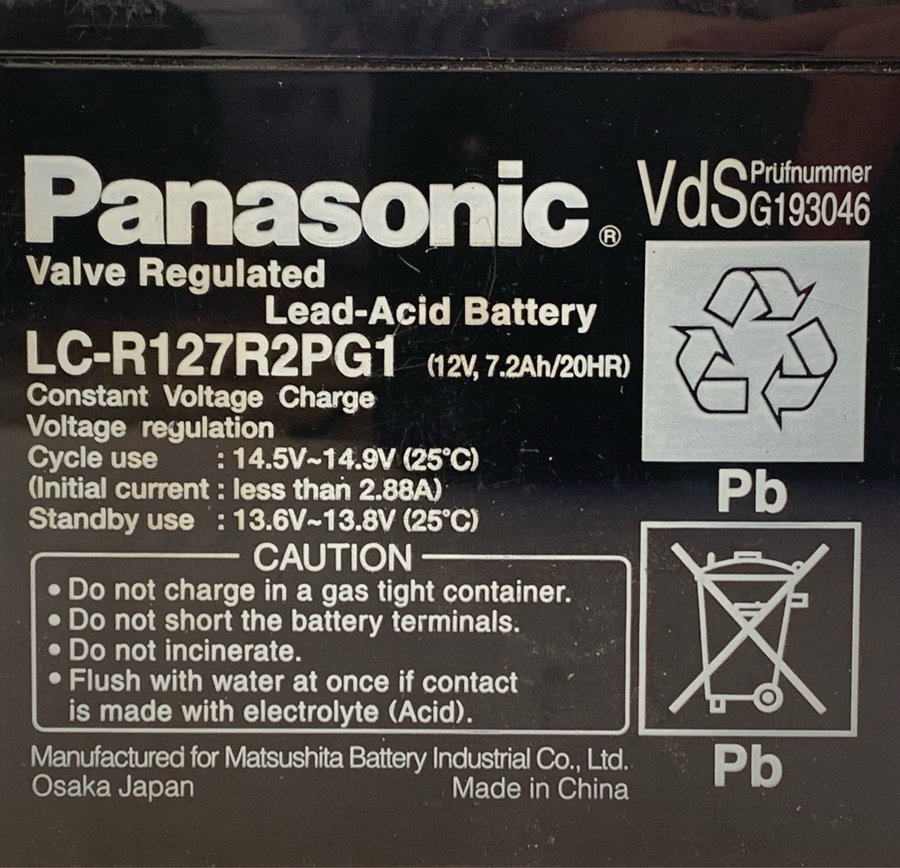 Panasonic®
VdS Prüfnummer
G193046
Valve Regulated
Lead-Acid Battery
LC-R127R2PG1 (12V, 7.2Ah/20HR)
Constant Voltage Charge
Voltage regulation
Cycle use : 14.5V~14.9V (25°C)
(Initial current : less than 2.88A)
Standby use : 13.6V~13.8V (25°C)
Pb
CAUTION
• Do not charge in a gas tight container.
• Do not short the battery terminals.
• Do not incinerate.
• Flush with water at once if contact
is made with electrolyte (Acid).
Pb
Manufactured for Matsushita Battery Industrial Co., Ltd.
Osaka Japan Made in China